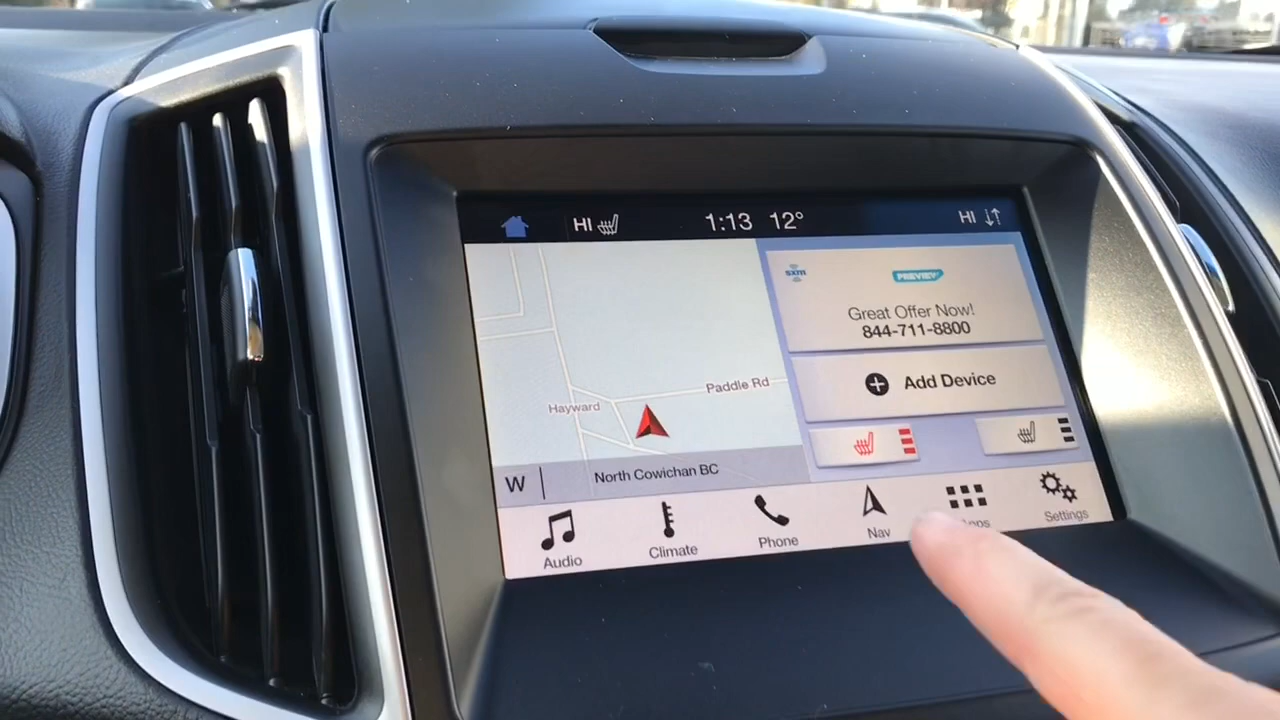 HI
1:13 12°
HI
sxm
PREVIEW
Great Offer Now!
844-711-8800
Add Device
Paddle Rd
Hayward
W
North Cowichan BC
Audio
Climate
Phone
Nav
Settings